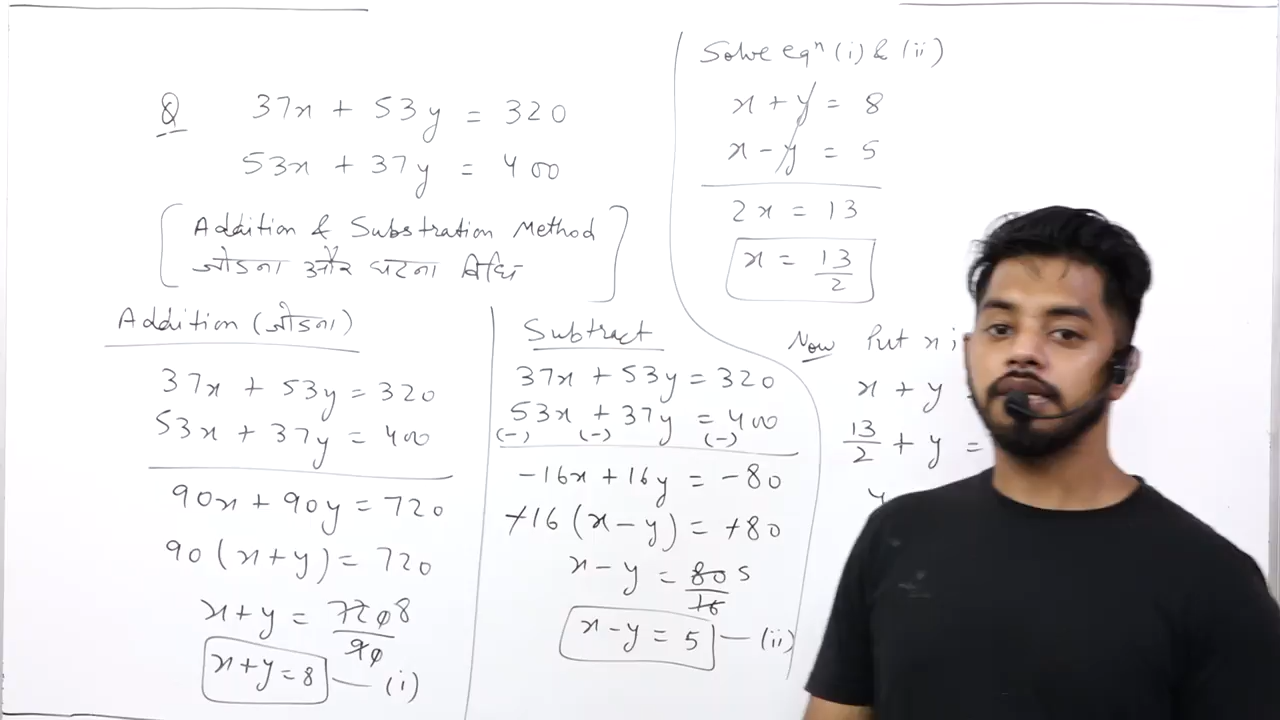 Q 37x + 53y = 320
53x + 37y = 400
Addition & Substration Method
जोडना और घटना विधि
Addition (जोडना)
37x + 53y = 320
53x + 37y = 400
90x + 90y = 720
90 (x + y) = 720
x + y = 720 8
90
x + y = 8 — (i)
Subtract
37x + 53y = 320
53x + 37y = 400
(-) (-) (-)
-16x + 16y = -80
+16 (x - y) = +80
x - y = 80 5
16
x - y = 5 — (ii)
Solve eqⁿ (i) & (ii)
x + y = 8
x - y = 5
2x = 13
x = 13
2
Now Put x i
x + y
13 + y =
2
y